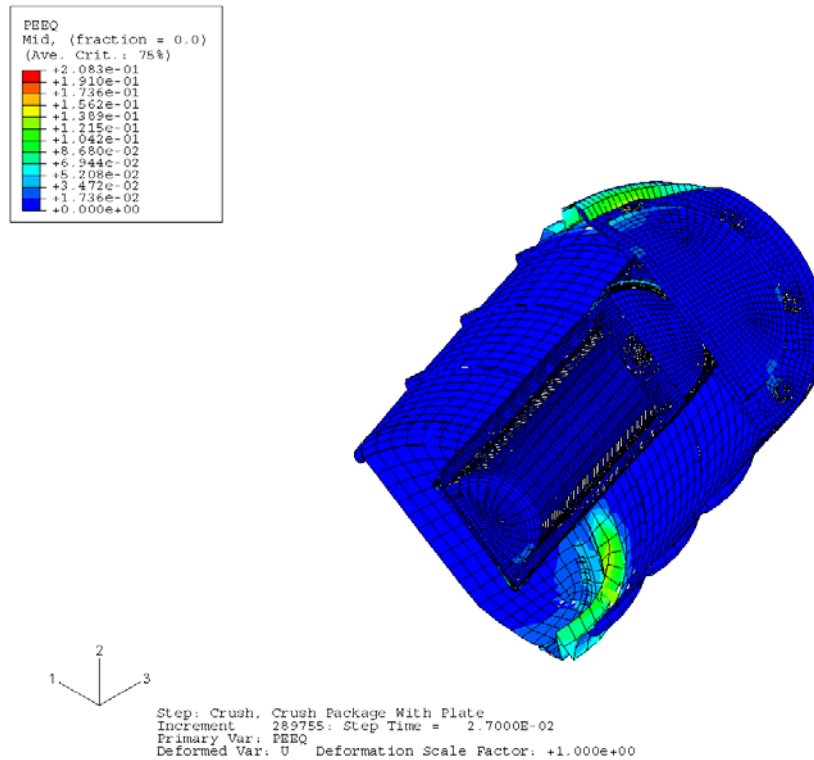 PEEQ
Mid, (fraction = 0.0)
(Ave. Crit.: 75%)
+2.083e-01
+1.910e-01
+1.736e-01
+1.562e-01
+1.389e-01
+1.215e-01
+1.042e-01
+8.680e-02
+6.944e-02
+5.208e-02
+3.472e-02
+1.736e-02
+0.000e+00
2
1 3
Step: Crush, Crush Package With Plate
Increment 289755: Step Time = 2.7000E-02
Primary Var: PEEQ
Deformed Var: U Deformation Scale Factor: +1.000e+00